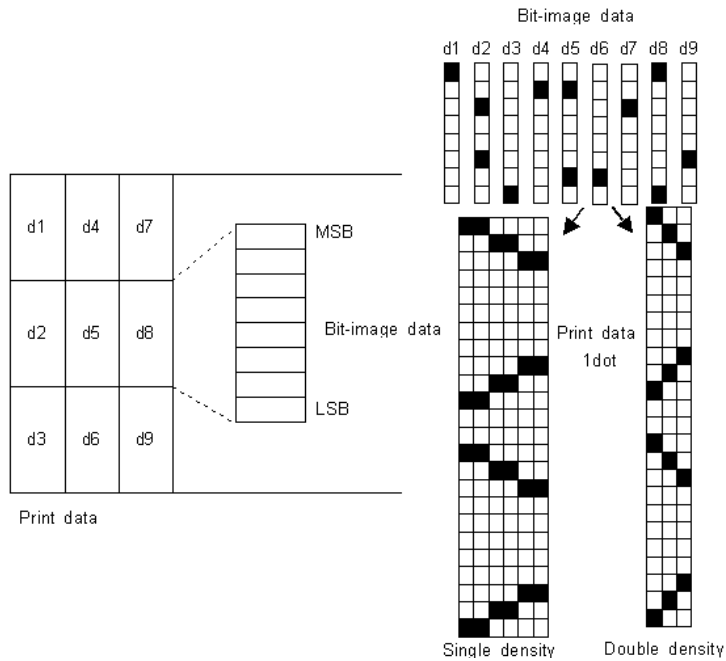 Bit-image data
d1 d2 d3 d4 d5 d6 d7 d8 d9
d1 d4 d7
MSB
d2 d5 d8
Bit-image data
Print data
1dot
LSB
d3 d6 d9
Print data
Single density
Double density